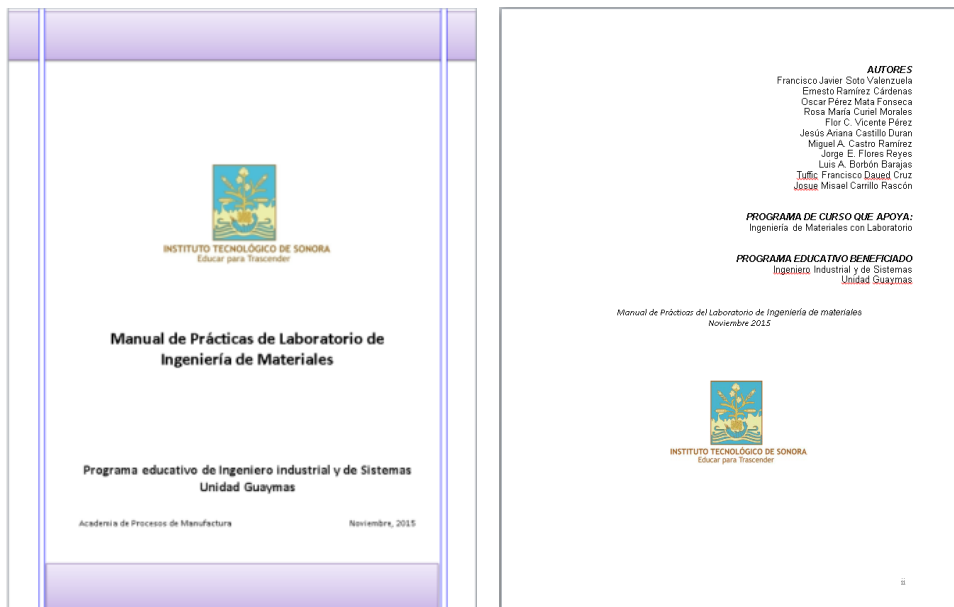 INSTITUTO TECNOLÓGICO DE SONORA
Educar para Trascender
Manual de Prácticas de Laboratorio de
Ingeniería de Materiales
Programa educativo de Ingeniero industrial y de Sistemas
Unidad Guaymas
Academia de Procesos de Manufactura
Noviembre, 2015
AUTORES
Francisco Javier Soto Valenzuela
Ernesto Ramírez Cárdenas
Oscar Pérez Mata Fonseca
Rosa María Curiel Morales
Flor C. Vicente Pérez
Jesús Ariana Castillo Duran
Miguel A. Castro Ramírez
Jorge E. Flores Reyes
Luis A. Borbón Barajas
Tuffic Francisco Daued Cruz
Josue Misael Carrillo Rascón
PROGRAMA DE CURSO QUE APOYA:
Ingeniería de Materiales con Laboratorio
PROGRAMA EDUCATIVO BENEFICIADO
Ingeniero Industrial y de Sistemas
Unidad Guaymas
Manual de Prácticas del Laboratorio de Ingeniería de materiales
Noviembre 2015
INSTITUTO TECNOLÓGICO DE SONORA
Educar para Trascender
ii